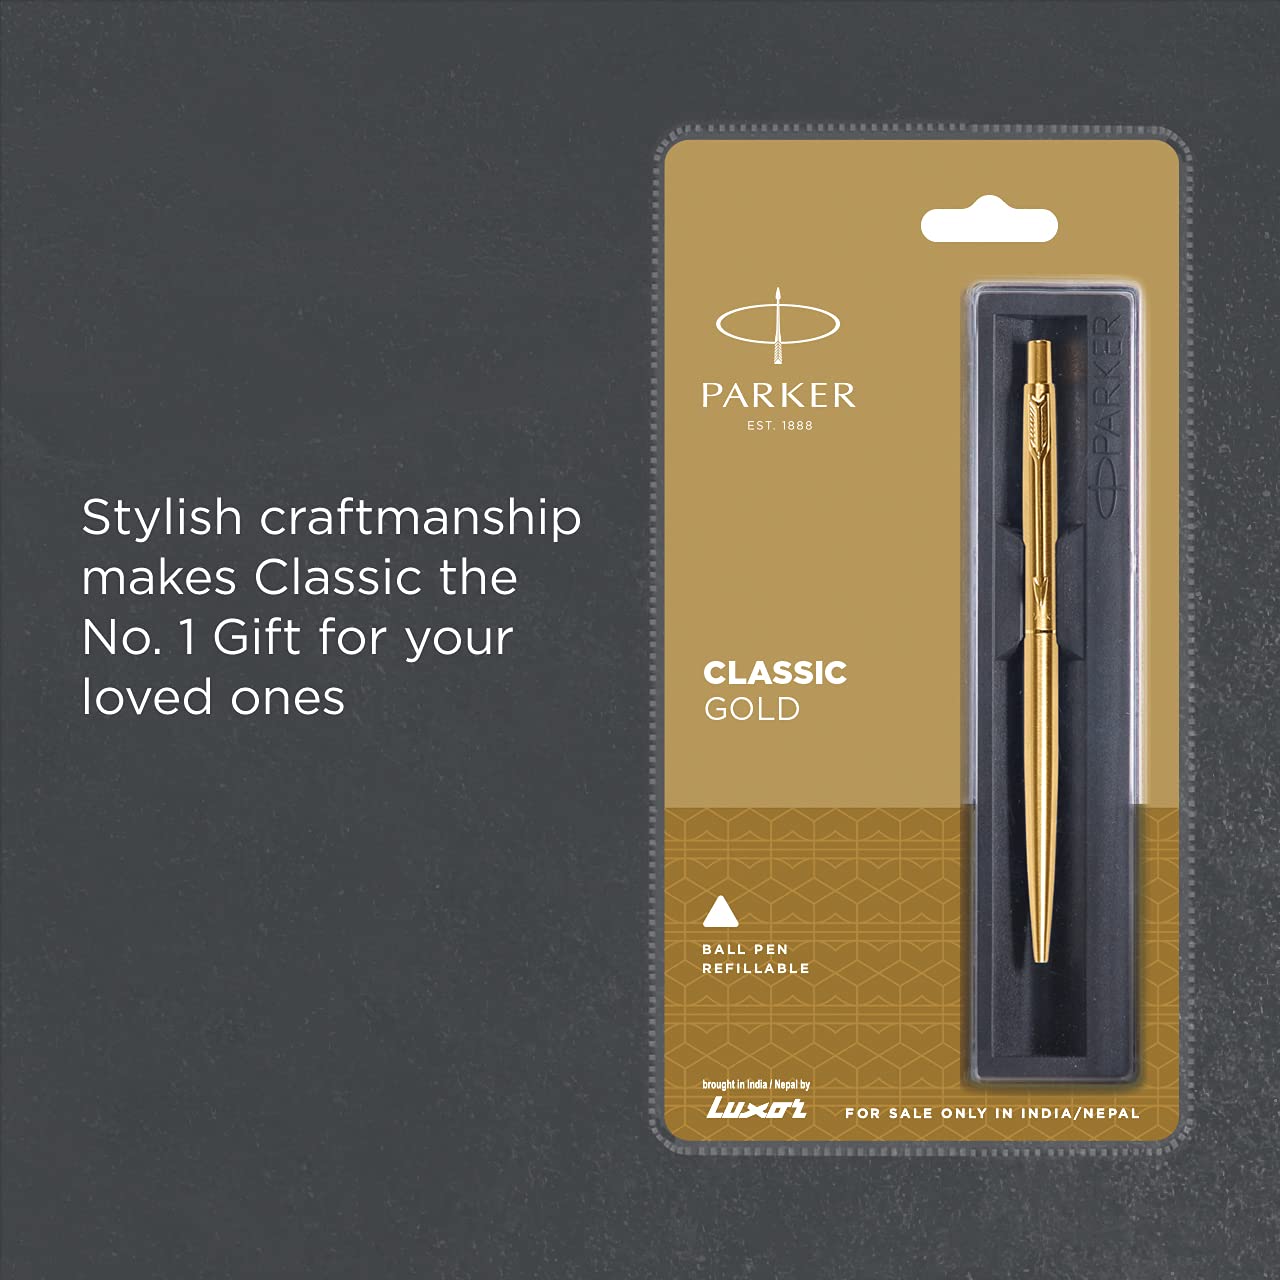 Stylish craftmanship
makes Classic the
No. 1 Gift for your
loved ones
PARKER
EST. 1888
PARKER
CLASSIC
GOLD
BALL PEN
REFILLABLE
brought in India / Nepal by
Luxor
FOR SALE ONLY IN INDIA/NEPAL